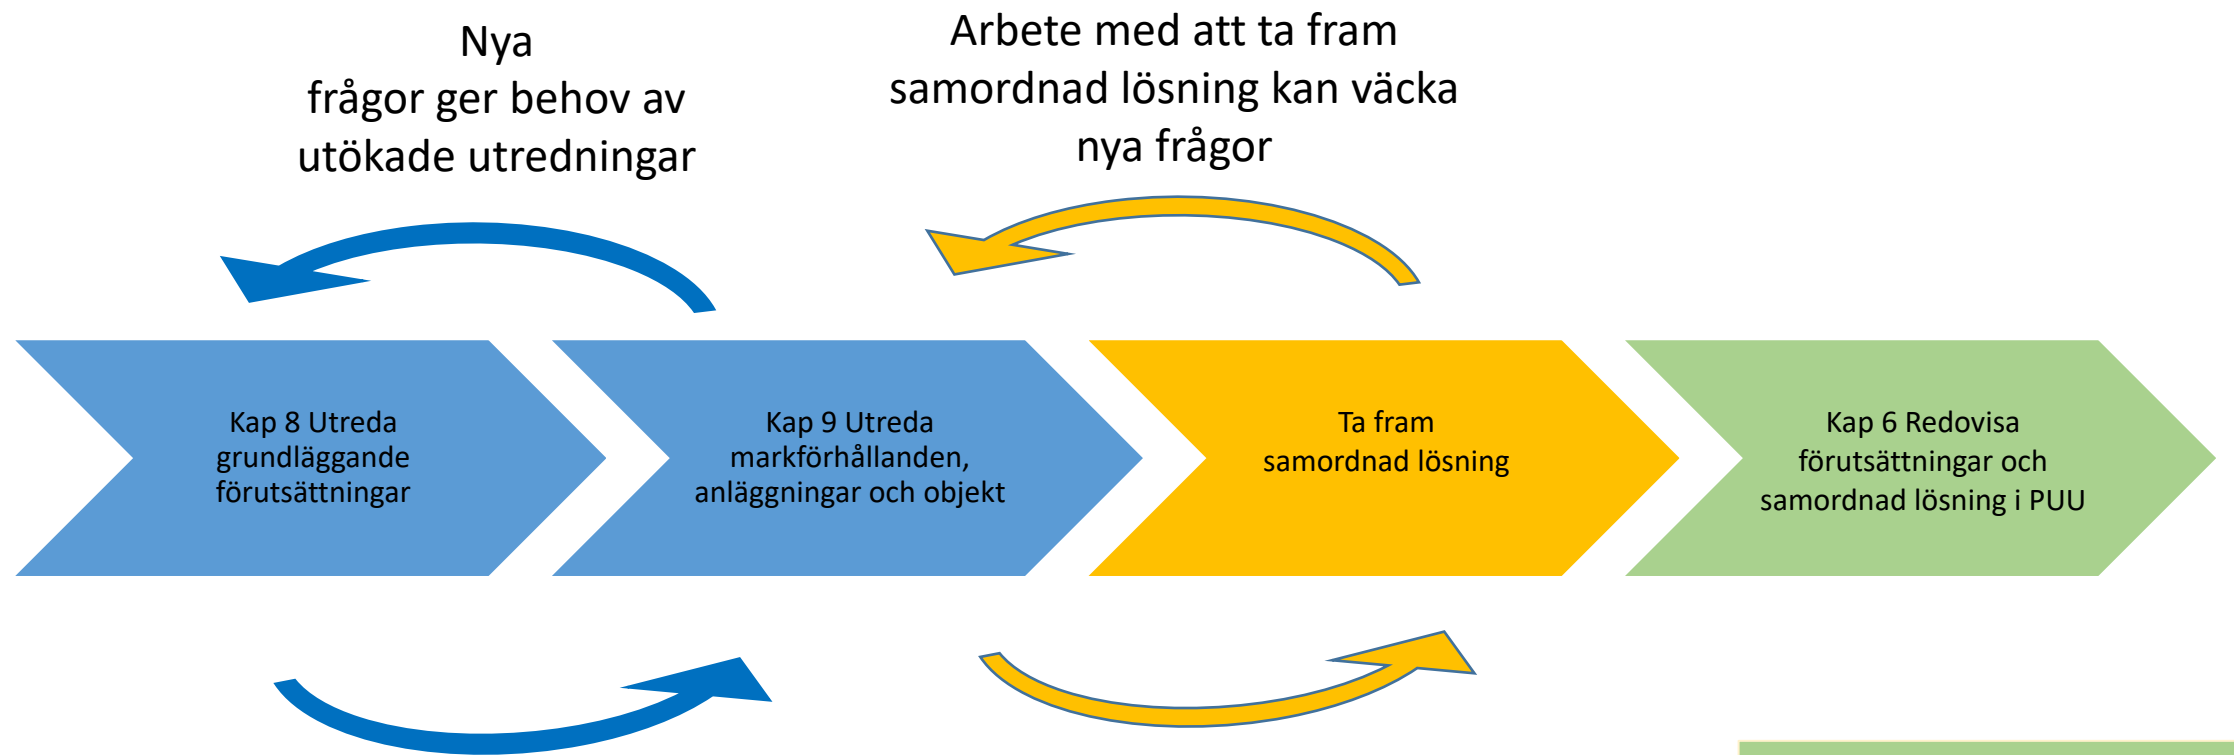 Nya
frågor ger behov av
utökade utredningar
Arbete med att ta fram
samordnad lösning kan väcka
nya frågor
Kap 8 Utreda
grundläggande
förutsättningar
Kap 9 Utreda
markförhållanden,
anläggningar och objekt
Ta fram
samordnad lösning
Kap 6 Redovisa
förutsättningar och
samordnad lösning i PUU